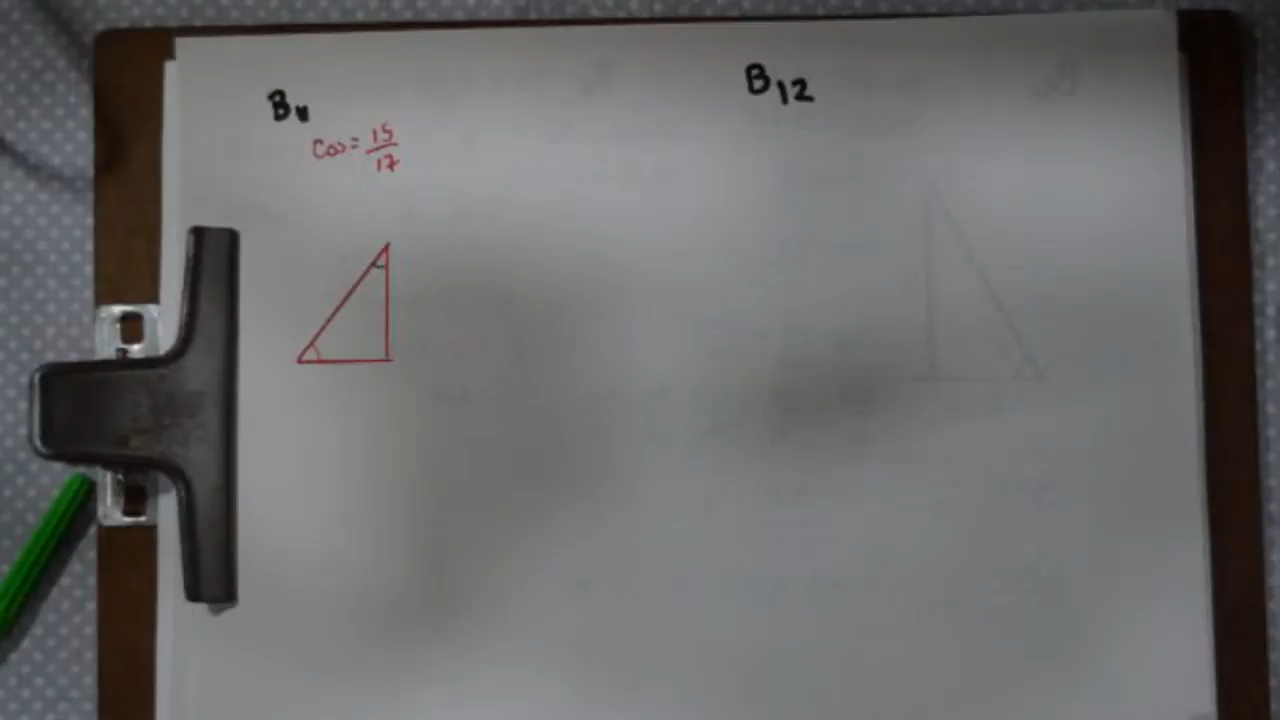 B₁₁
Cos = 15/17
B₁₂